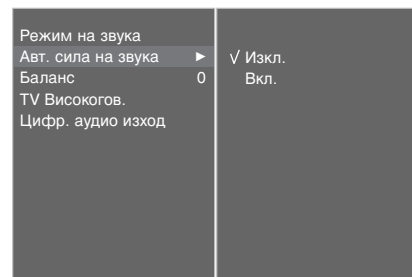 Режим на звука
Авт. сила на звука ►
Баланс 0
TV Високогов.
Цифр. аудио изход
√ Изкл.
Вкл.